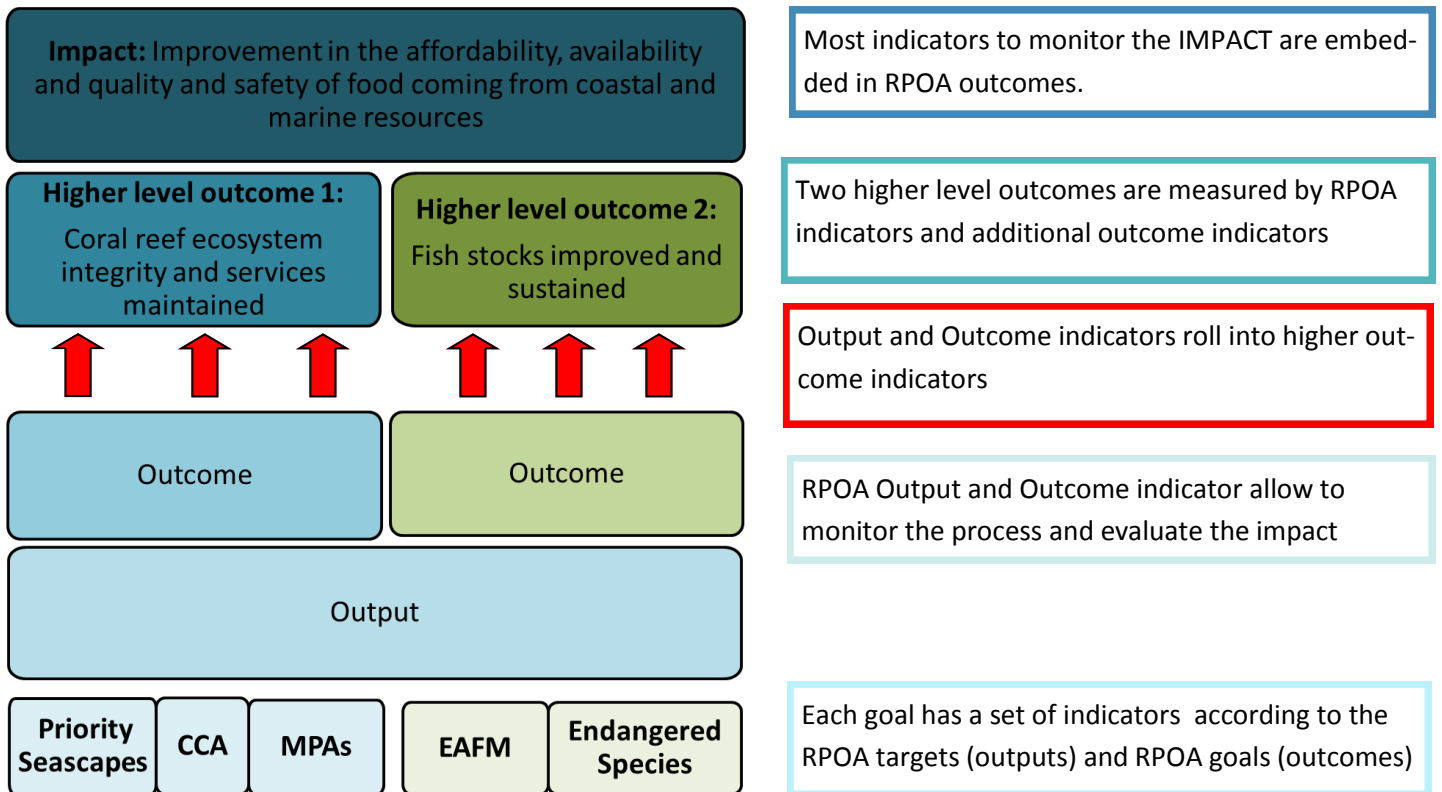 Impact: Improvement in the affordability, availability
and quality and safety of food coming from coastal and
marine resources
Most indicators to monitor the IMPACT are embed-
ded in RPOA outcomes.
Higher level outcome 1:
Coral reef ecosystem
integrity and services
maintained
Higher level outcome 2:
Fish stocks improved and
sustained
Two higher level outcomes are measured by RPOA
indicators and additional outcome indicators
Output and Outcome indicators roll into higher out-
come indicators
Outcome
Outcome
RPOA Output and Outcome indicator allow to
monitor the process and evaluate the impact
Output
Priority
Seascapes
CCA
MPAs
EAFM
Endangered
Species
Each goal has a set of indicators according to the
RPOA targets (outputs) and RPOA goals (outcomes)